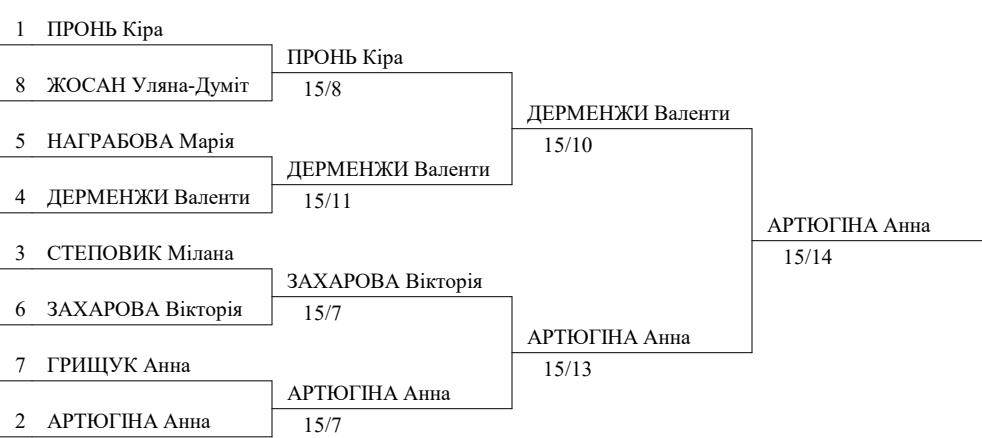 1 ПРОНЬ Кіра
ПРОНЬ Кіра
8 ЖОСАН Уляна-Думіт
15/8
ДЕРМЕНЖИ Валенти
5 НАГРАБОВА Марія
15/10
ДЕРМЕНЖИ Валенти
4 ДЕРМЕНЖИ Валенти
15/11
АРТЮГІНА Анна
3 СТЕПОВИК Мілана
15/14
ЗАХАРОВА Вікторія
6 ЗАХАРОВА Вікторія
15/7
АРТЮГІНА Анна
7 ГРИЩУК Анна
15/13
АРТЮГІНА Анна
2 АРТЮГІНА Анна
15/7